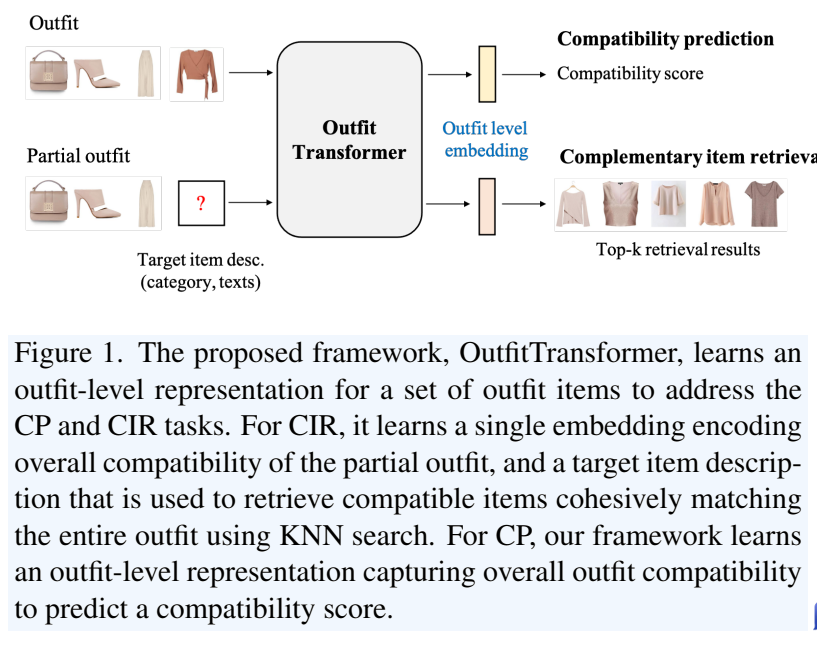 Outfit
Compatibility prediction
Compatibility score
Outfit
Transformer
Outfit level
embedding
Partial outfit
Complementary item retrieva
?
Target item desc.
(category, texts)
Top-k retrieval results
Figure 1. The proposed framework, OutfitTransformer, learns an
outfit-level representation for a set of outfit items to address the
CP and CIR tasks. For CIR, it learns a single embedding encoding
overall compatibility of the partial outfit, and a target item descrip-
tion that is used to retrieve compatible items cohesively matching
the entire outfit using KNN search. For CP, our framework learns
an outfit-level representation capturing overall outfit compatibility
to predict a compatibility score.